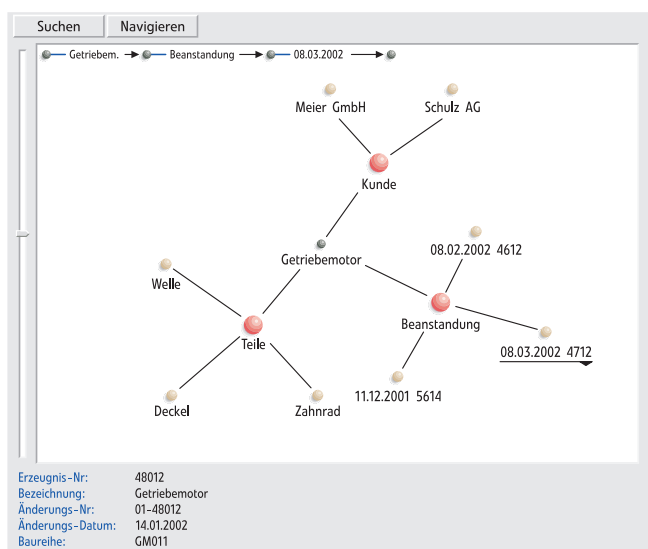 Suchen Navigieren
Getriebem. Beanstandung 08.03.2002
Meier GmbH Schulz AG
Kunde
08.02.2002 4612
Getriebemotor
Welle
Beanstandung
Teile
08.03.2002 4712
11.12.2001 5614
Deckel Zahnrad
Erzeugnis-Nr: 48012
Bezeichnung: Getriebemotor
Änderungs-Nr: 01-48012
Änderungs-Datum: 14.01.2002
Baureihe: GM011